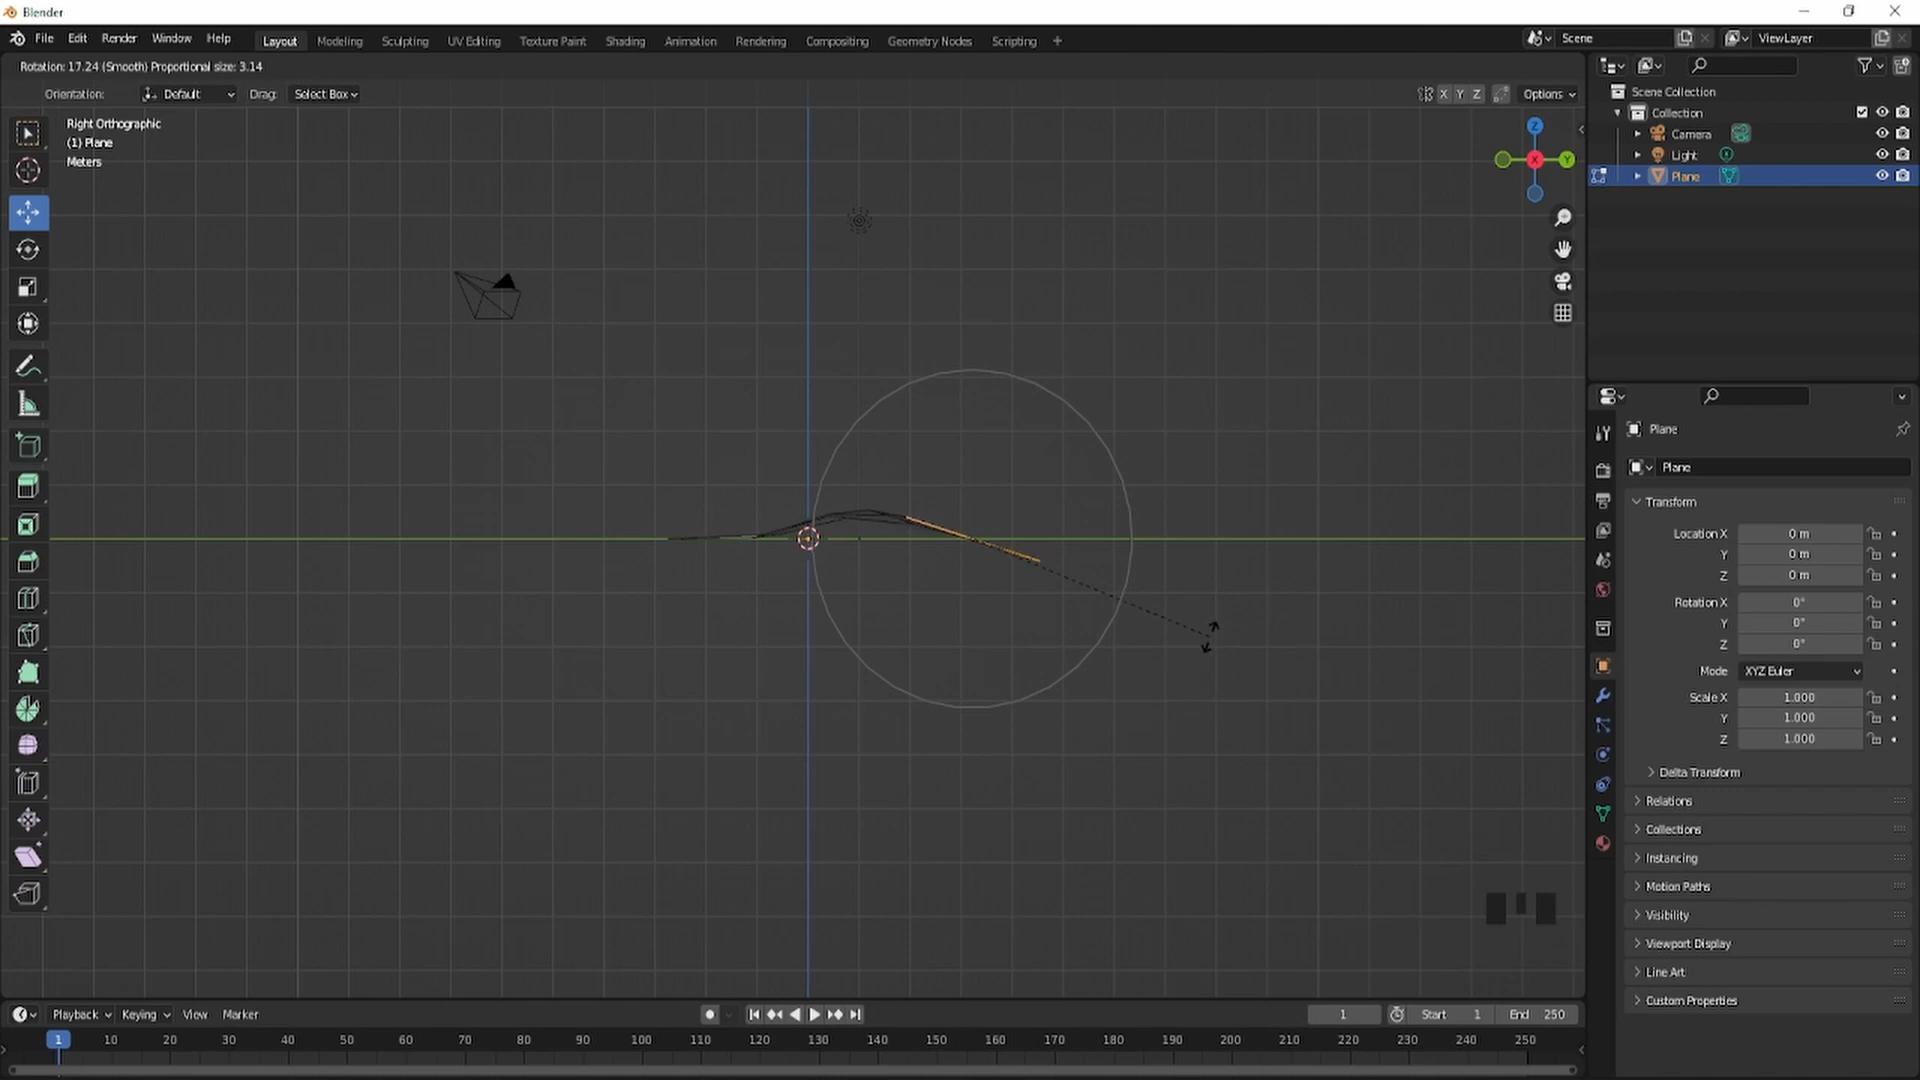 Blender
File Edit Render Window Help Layout Modeling Sculpting UV Editing Texture Paint Shading Animation Rendering Compositing Geometry Nodes Scripting + Scene ViewLayer
Rotation: 17.24 (Smooth) Proportional size: 3.14
Orientation: Default Drag: Select Box X Y Z Options
Right Orthographic
(1) Plane
Meters
Z
X Y
Scene Collection
Collection
Camera
Light
Plane
Plane
Plane
Transform
Location X 0 m
Y 0 m
Z 0 m
Rotation X 0°
Y 0°
Z 0°
Mode XYZ Euler
Scale X 1.000
Y 1.000
Z 1.000
Delta Transform
Relations
Collections
Instancing
Motion Paths
Visibility
Viewport Display
Line Art
Custom Properties
Playback Keying View Marker 1 Start 1 End 250
1 10 20 30 40 50 60 70 80 90 100 110 120 130 140 150 160 170 180 190 200 210 220 230 240 250